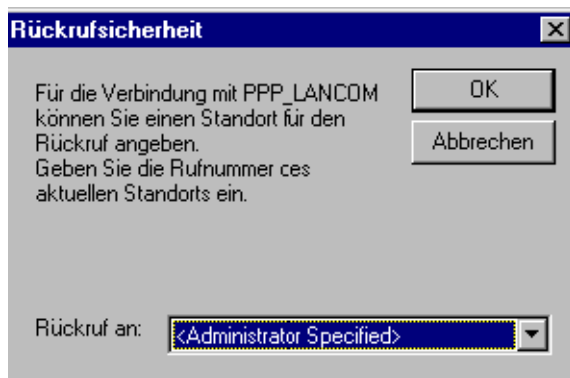 Rückrufsicherheit
Für die Verbindung mit PPP_LANCOM
können Sie einen Standort für den
Rückruf angeben.
Geben Sie die Rufnummer ces
aktuellen Standorts ein.
OK
Abbrechen
Rückruf an:
<Administrator Specified>